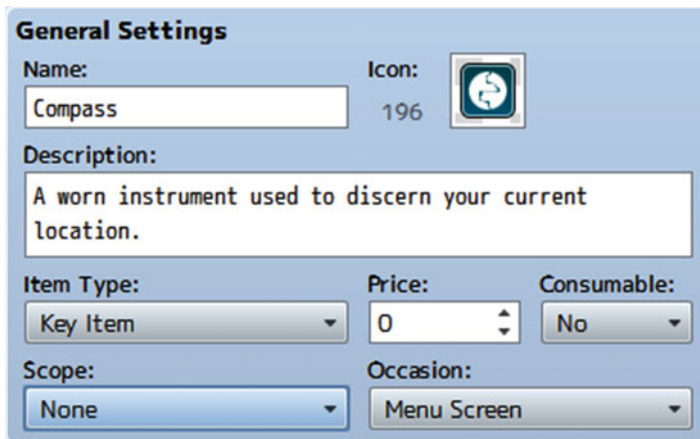 General Settings
Name: Icon:
Compass 196
Description:
A worn instrument used to discern your current
location.
Item Type: Price: Consumable:
Key Item 0 No
Scope: Occasion:
None Menu Screen